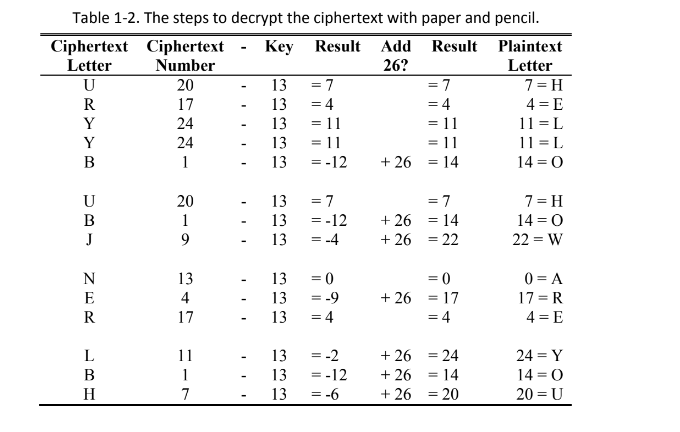 Table 1-2. The steps to decrypt the ciphertext with paper and pencil.
Ciphertext Ciphertext - Key Result Add Result Plaintext
Letter Number 26? Letter
U 20 - 13 = 7 = 7 7 = H
R 17 - 13 = 4 = 4 4 = E
Y 24 - 13 = 11 = 11 11 = L
Y 24 - 13 = 11 = 11 11 = L
B 1 - 13 = -12 + 26 = 14 14 = O
U 20 - 13 = 7 = 7 7 = H
B 1 - 13 = -12 + 26 = 14 14 = O
J 9 - 13 = -4 + 26 = 22 22 = W
N 13 - 13 = 0 = 0 0 = A
E 4 - 13 = -9 + 26 = 17 17 = R
R 17 - 13 = 4 = 4 4 = E
L 11 - 13 = -2 + 26 = 24 24 = Y
B 1 - 13 = -12 + 26 = 14 14 = O
H 7 - 13 = -6 + 26 = 20 20 = U